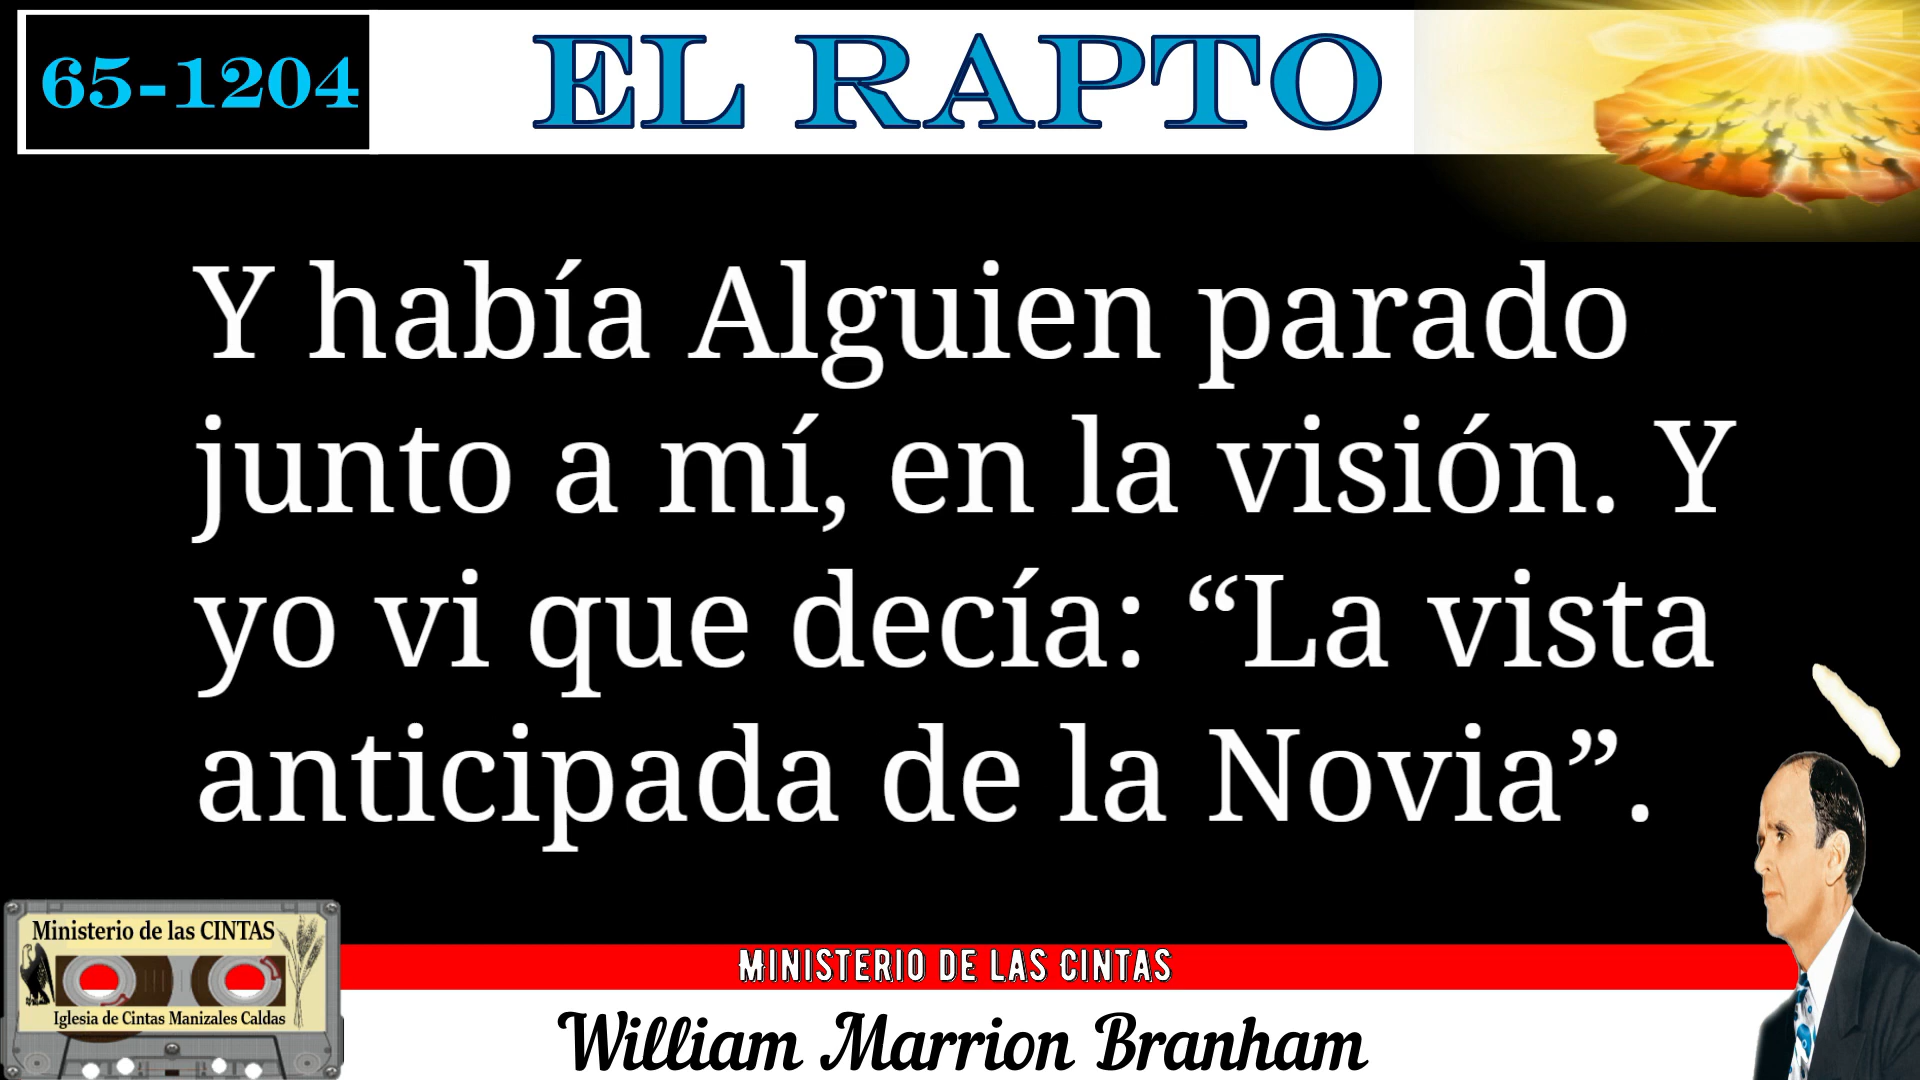 65-1204
EL RAPTO
Y había Alguien parado
junto a mí, en la visión. Y
yo vi que decía: “La vista
anticipada de la Novia”.
Ministerio de las CINTAS
Iglesia de Cintas Manizales Caldas
MINISTERIO DE LAS CINTAS
William Marrion Branham